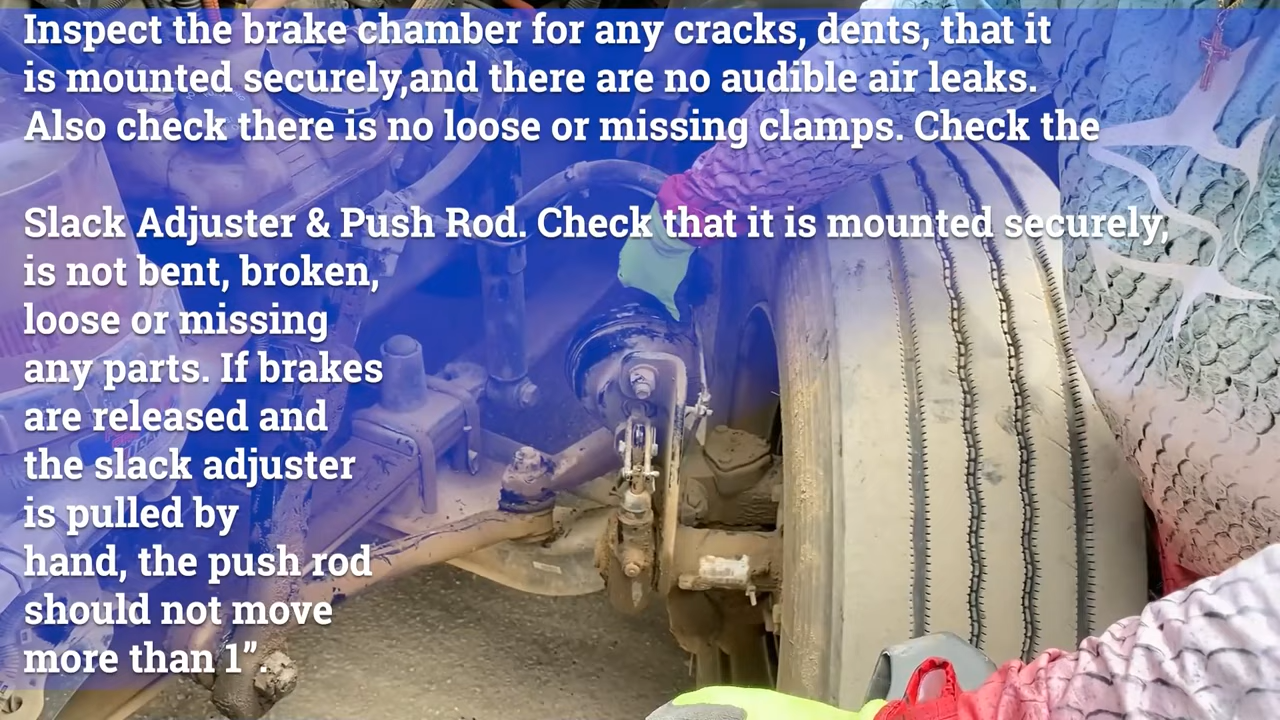 Inspect the brake chamber for any cracks, dents, that it
is mounted securely,and there are no audible air leaks.
Also check there is no loose or missing clamps. Check the
Slack Adjuster & Push Rod. Check that it is mounted securely,
is not bent, broken,
loose or missing
any parts. If brakes
are released and
the slack adjuster
is pulled by
hand, the push rod
should not move
more than 1”.